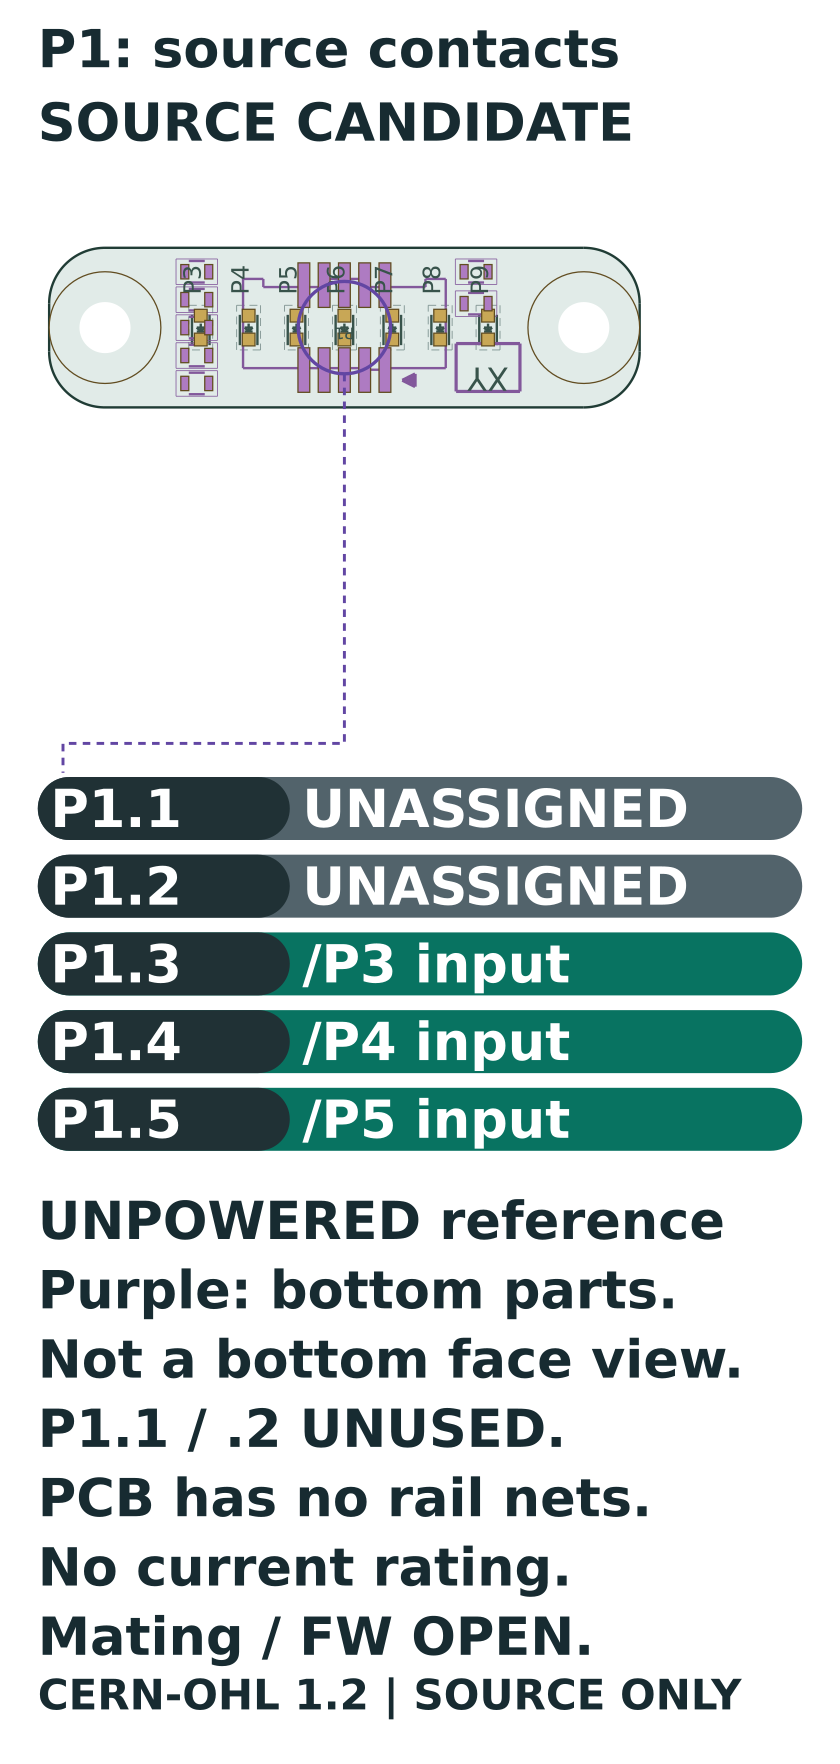 P1: source contacts
SOURCE CANDIDATE
P3 P4 P5 P6 P7 P8 P9
XY
P1.1 UNASSIGNED
P1.2 UNASSIGNED
P1.3 /P3 input
P1.4 /P4 input
P1.5 /P5 input
UNPOWERED reference
Purple: bottom parts.
Not a bottom face view.
P1.1 / .2 UNUSED.
PCB has no rail nets.
No current rating.
Mating / FW OPEN.
CERN-OHL 1.2 | SOURCE ONLY